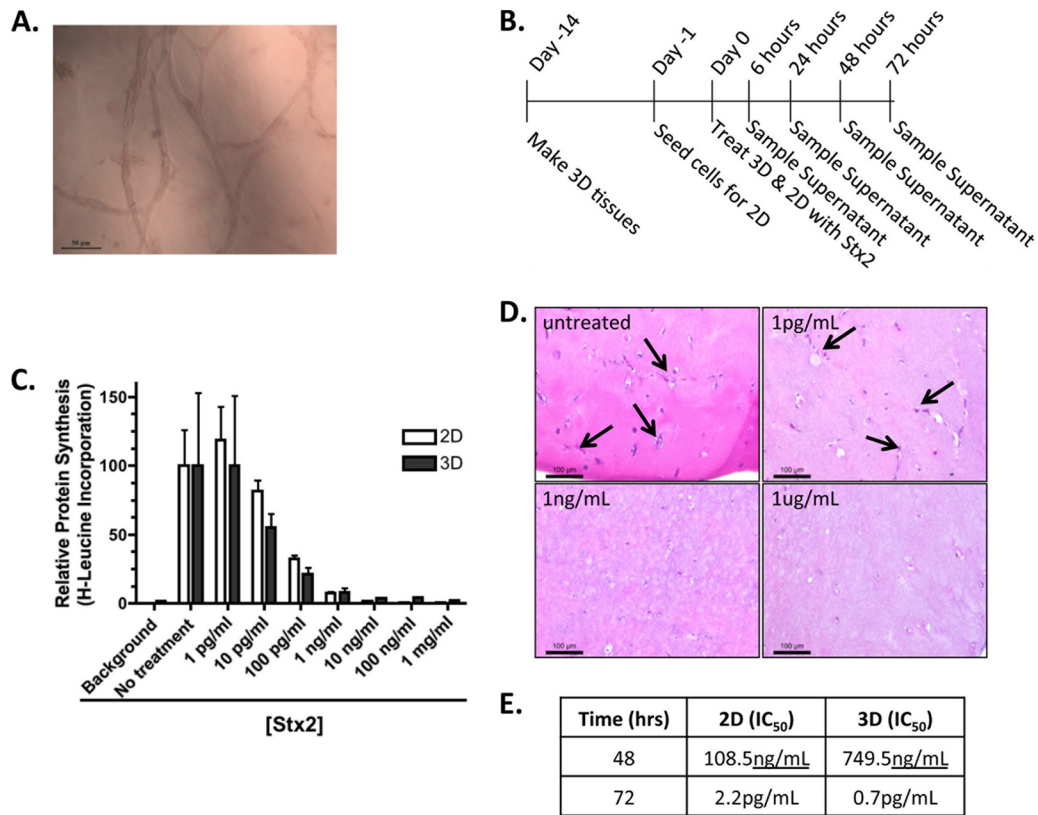 A.
50 µm
B.
Day -14
Day -1
Day 0
6 hours
24 hours
48 hours
72 hours
Make 3D tissues
Seed cells for 2D
Treat 3D & 2D with Stx2
Sample Supernatant
Sample Supernatant
Sample Supernatant
Sample Supernatant
C.
Relative Protein Synthesis
(H-Leucine Incorporation)
150
100
50
0
2D
3D
Background
No treatment
1 pg/ml
10 pg/ml
100 pg/ml
1 ng/ml
10 ng/ml
100 ng/ml
1 mg/ml
[Stx2]
D.
untreated
100 µm
1pg/mL
100 µm
1ng/mL
100 µm
1ug/mL
100 µm
E.
Time (hrs) 2D (IC50) 3D (IC50)
48 108.5ng/mL 749.5ng/mL
72 2.2pg/mL 0.7pg/mL